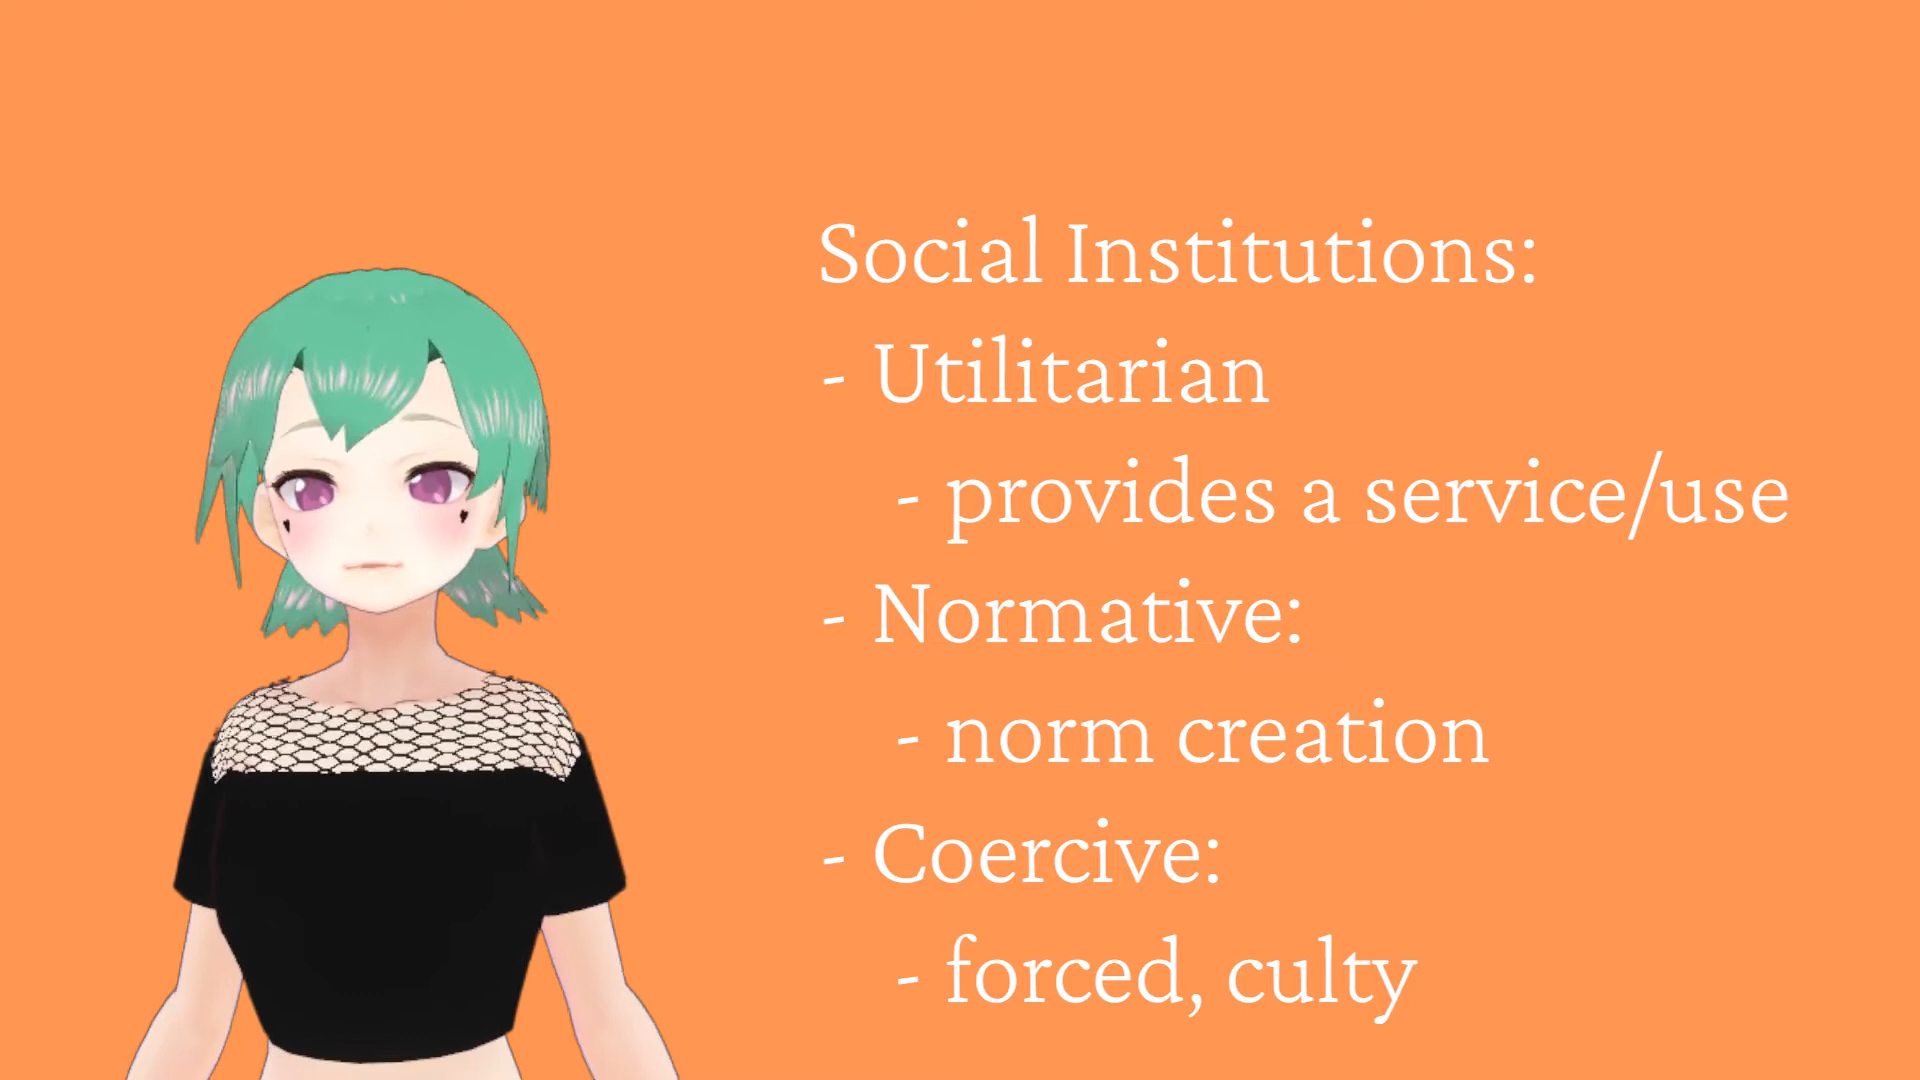 Social Institutions:
- Utilitarian
- provides a service/use
- Normative:
- norm creation
- Coercive:
- forced, culty